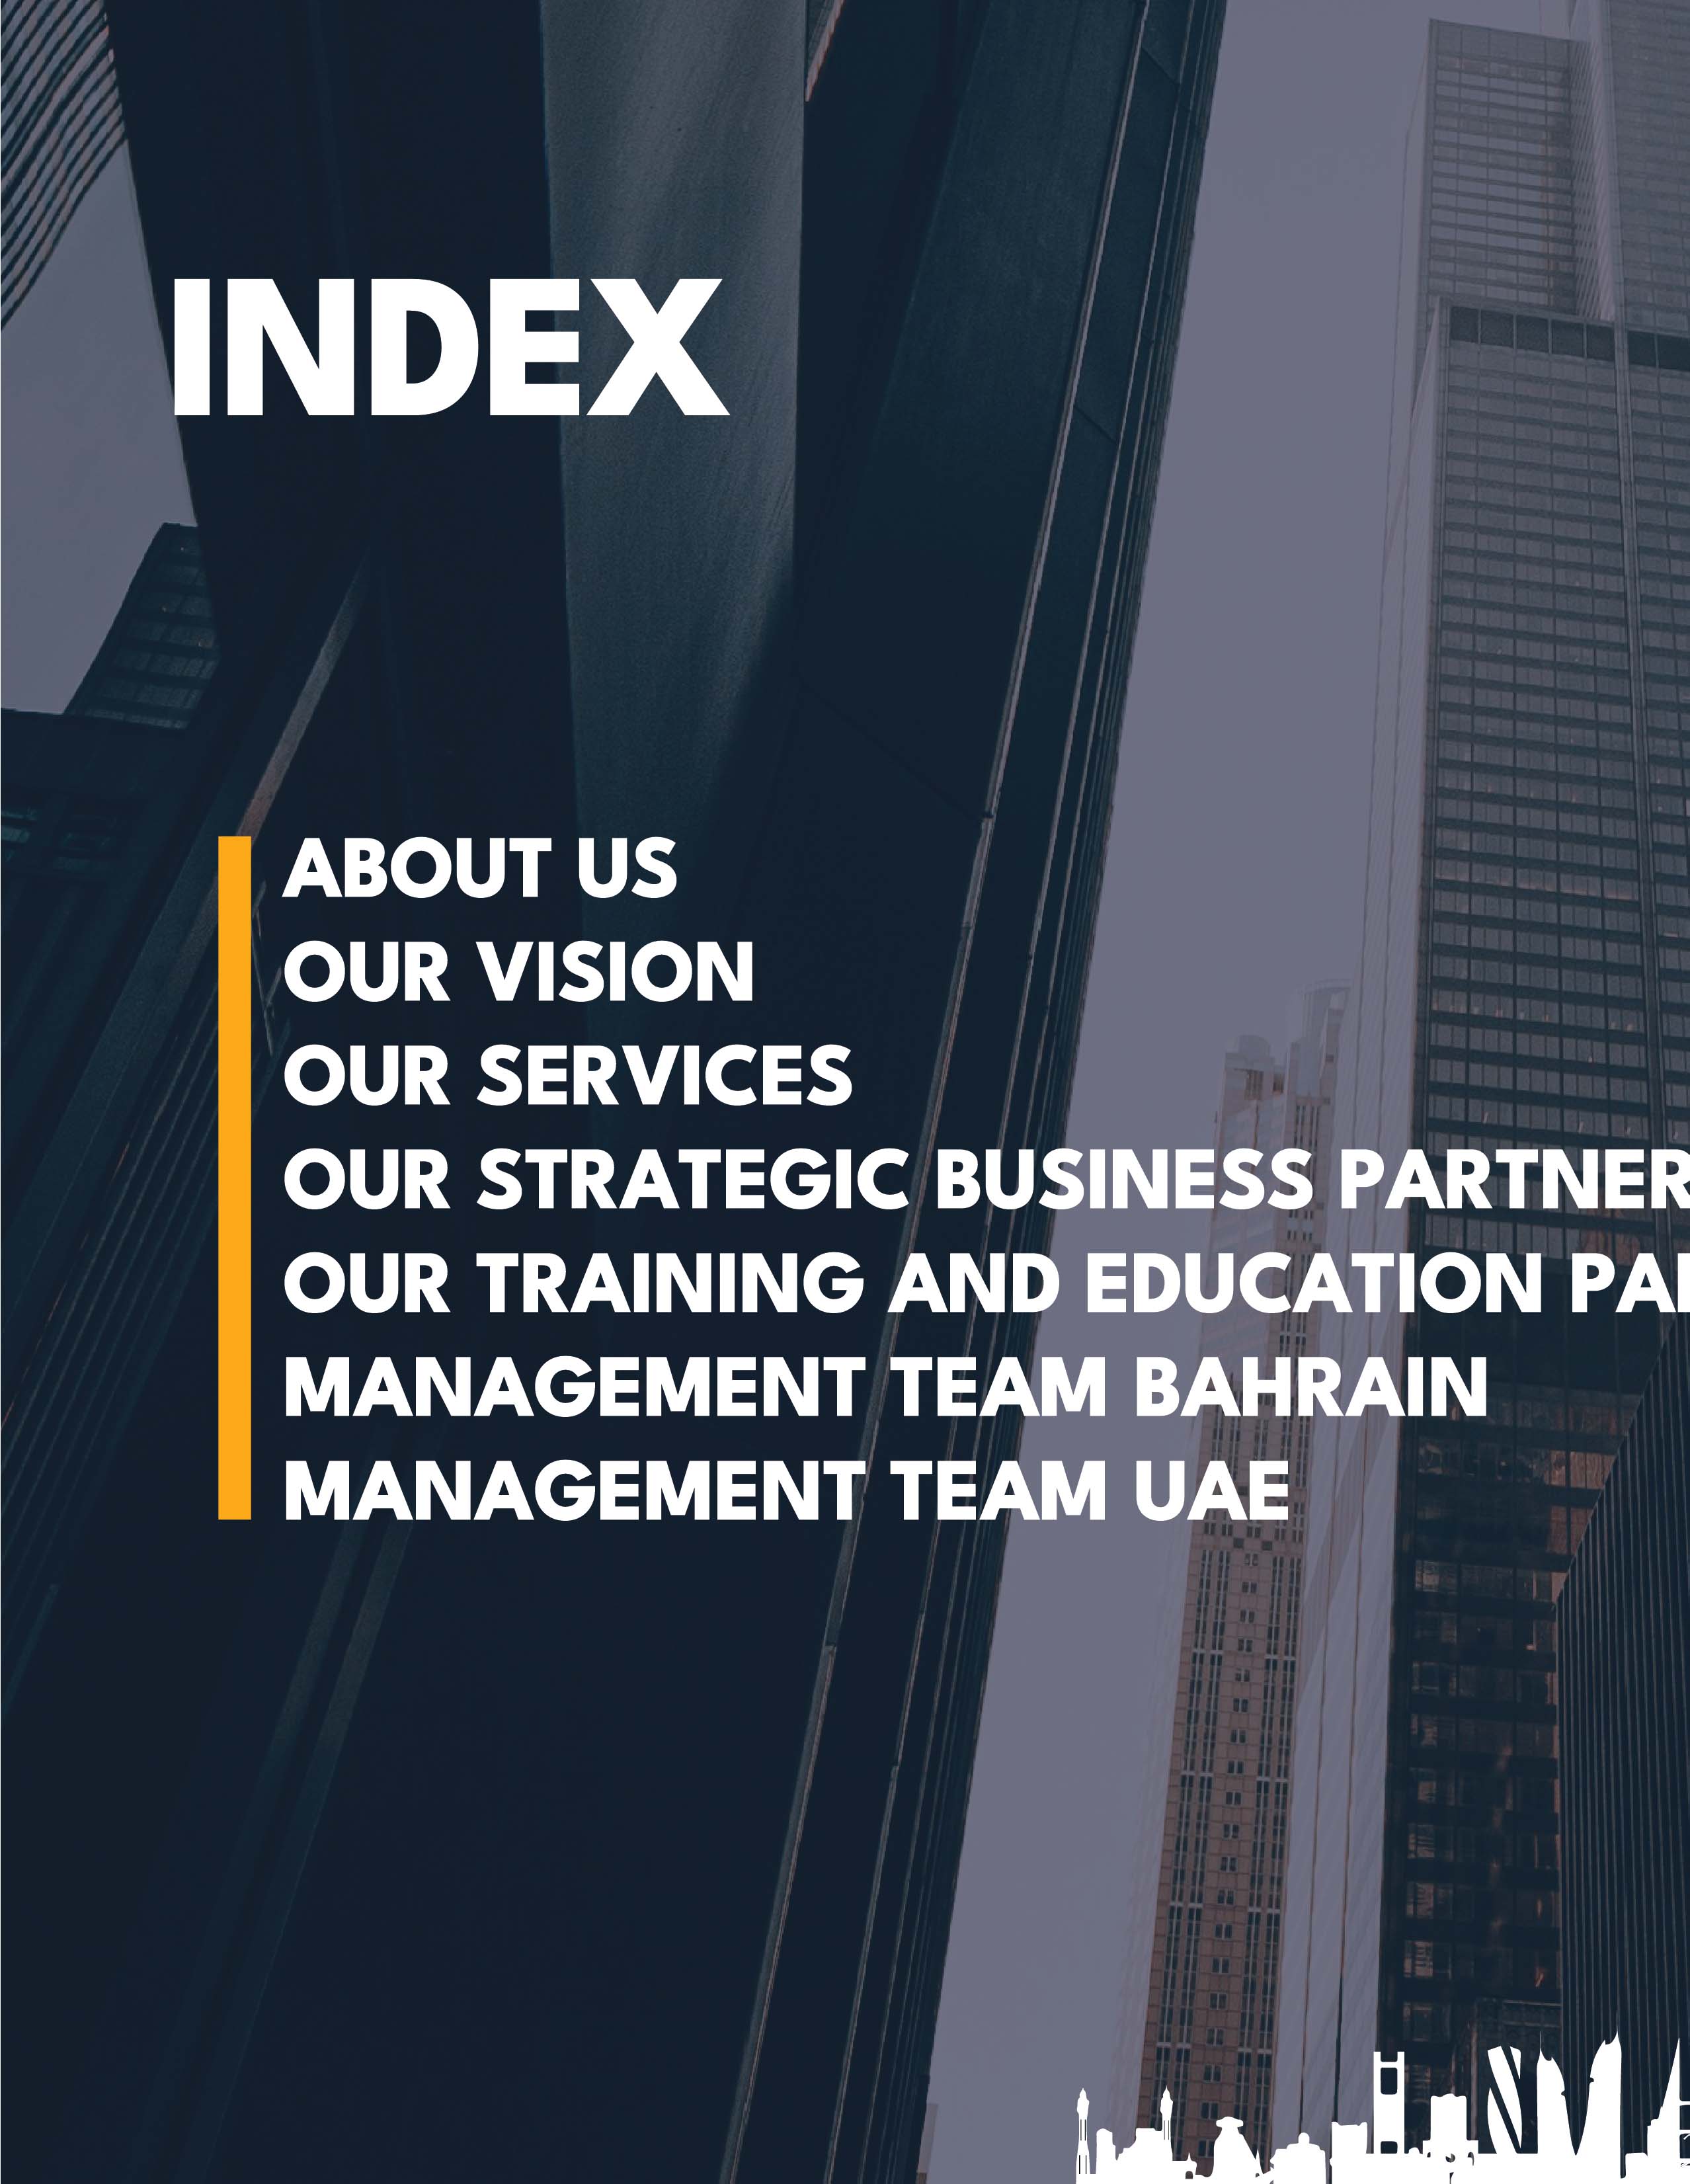 INDEX
ABOUT US
OUR VISION
OUR SERVICES
OUR STRATEGIC BUSINESS PARTNER
OUR TRAINING AND EDUCATION
MANAGEMENT TEAM BAHRAIN
MANAGEMENT TEAM UAE